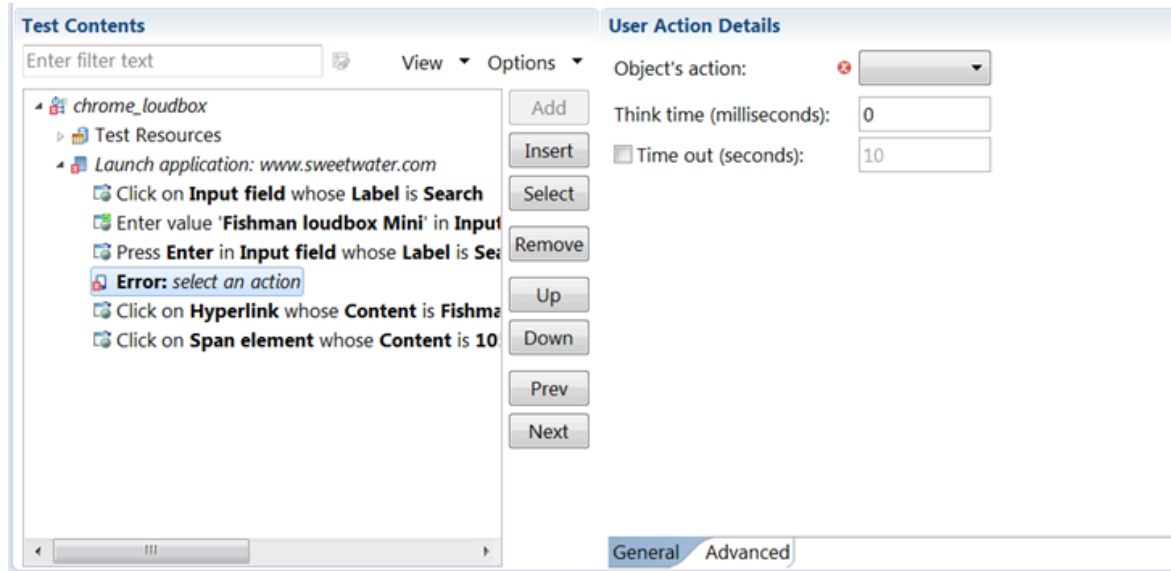 Test Contents
Enter filter text
View
Options
chrome_loudbox
Test Resources
Launch application: www.sweetwater.com
Click on Input field whose Label is Search
Enter value 'Fishman loudbox Mini' in Input
Press Enter in Input field whose Label is Sea
Error: select an action
Click on Hyperlink whose Content is Fishma
Click on Span element whose Content is 10
Add
Insert
Select
Remove
Up
Down
Prev
Next
User Action Details
Object's action:
Think time (milliseconds): 0
Time out (seconds): 10
General Advanced